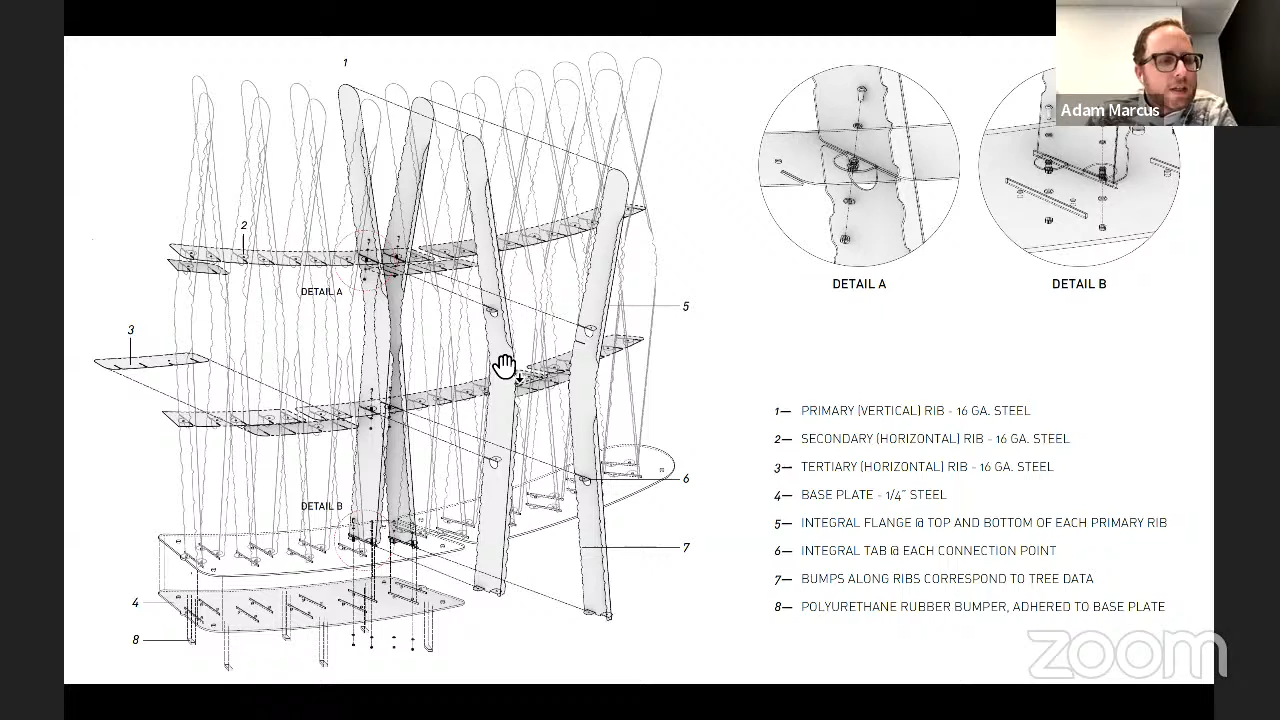 1
2
DETAIL A
3
5
6
DETAIL B
7
4
8
DETAIL A
DETAIL B
Adam Marcus
1— PRIMARY (VERTICAL) RIB - 16 GA. STEEL
2— SECONDARY (HORIZONTAL) RIB - 16 GA. STEEL
3— TERTIARY (HORIZONTAL) RIB - 16 GA. STEEL
4— BASE PLATE - 1/4˝ STEEL
5— INTEGRAL FLANGE @ TOP AND BOTTOM OF EACH PRIMARY RIB
6— INTEGRAL TAB @ EACH CONNECTION POINT
7— BUMPS ALONG RIBS CORRESPOND TO TREE DATA
8— POLYURETHANE RUBBER BUMPER, ADHERED TO BASE PLATE
zoom